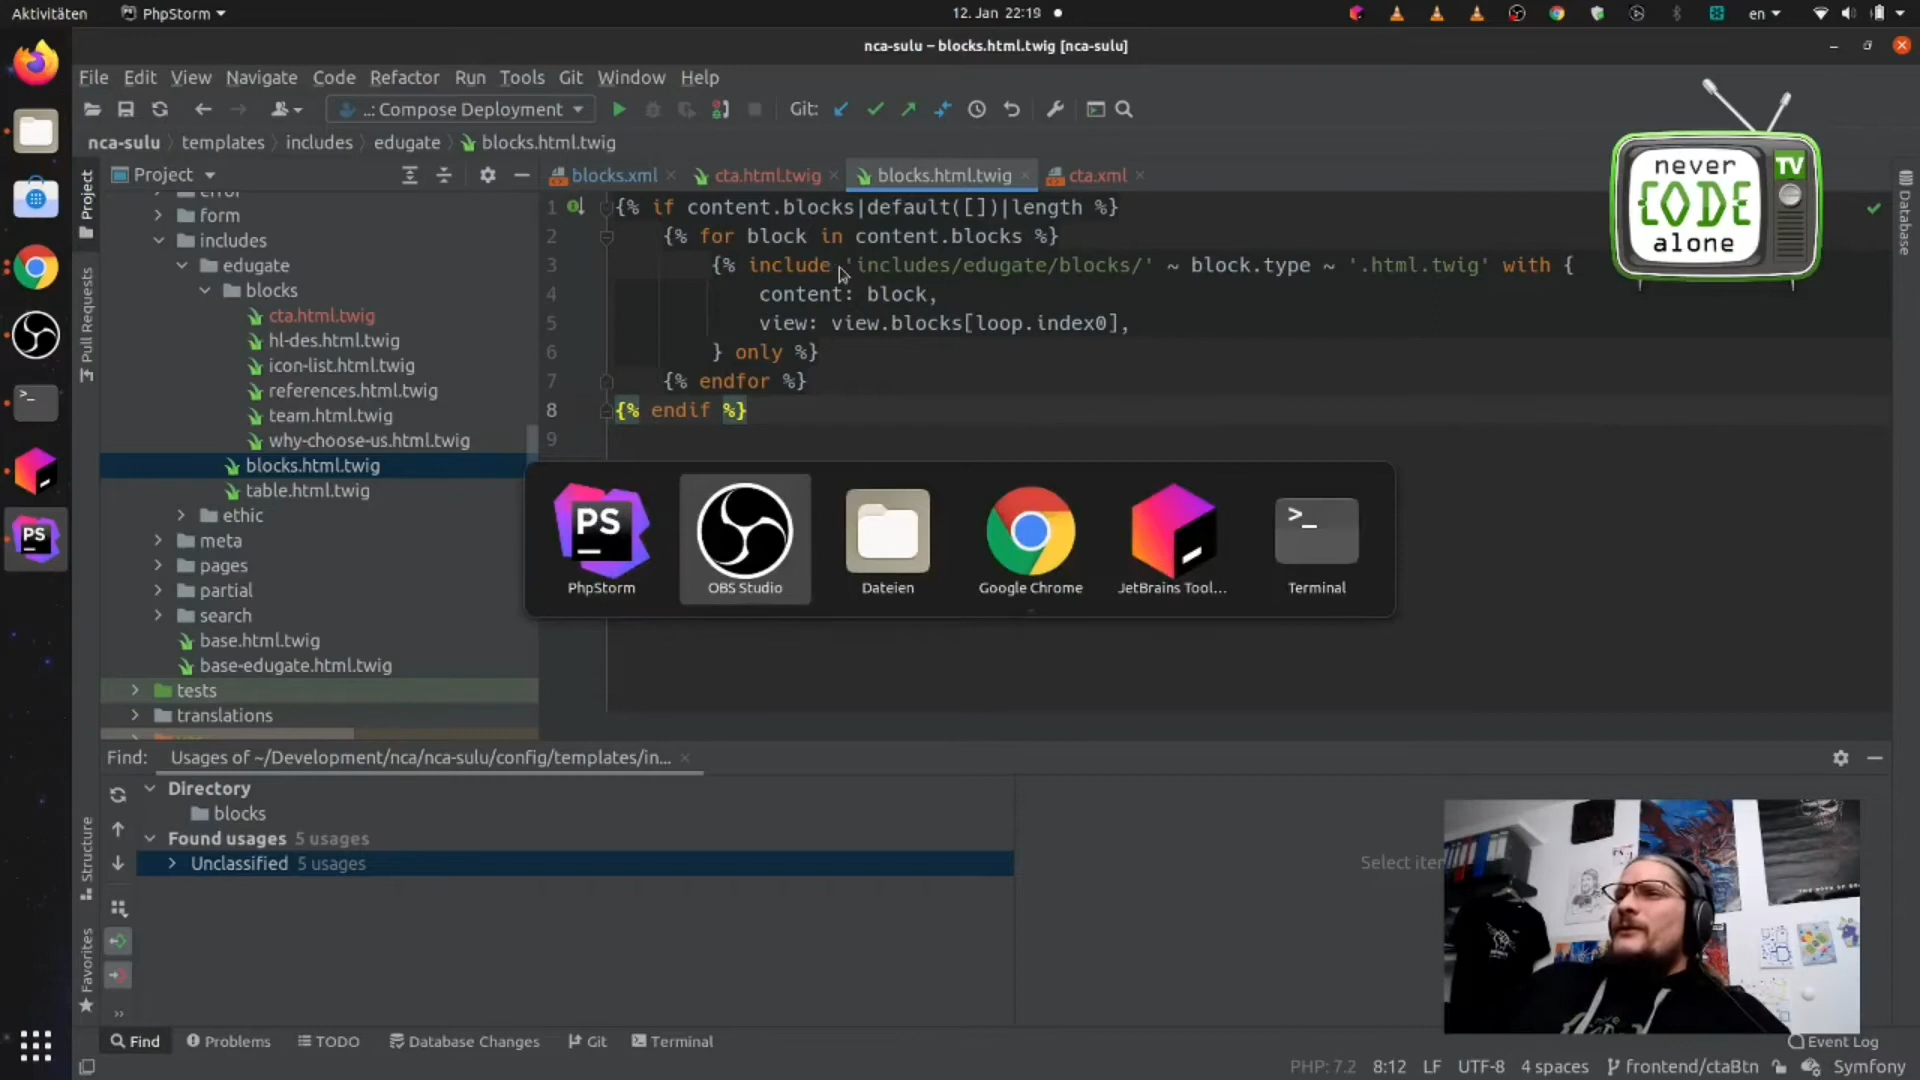 Aktivitäten PhpStorm 12. Jan 22:19 en
nca-sulu – blocks.html.twig [nca-sulu]
File Edit View Navigate Code Refactor Run Tools Git Window Help
..: Compose Deployment Git:
nca-sulu templates includes edugate blocks.html.twig
Project blocks.xml cta.html.twig blocks.html.twig cta.xml
Project
Pull Requests
Structure
Favorites
Database
form
includes
edugate
blocks
cta.html.twig
hl-des.html.twig
icon-list.html.twig
references.html.twig
team.html.twig
why-choose-us.html.twig
blocks.html.twig
table.html.twig
ethic
meta
pages
partial
search
base.html.twig
base-edugate.html.twig
tests
translations
1 {% if content.blocks|default([])|length %}
2 {% for block in content.blocks %}
3 {% include 'includes/edugate/blocks/' ~ block.type ~ '.html.twig' with {
4 content: block,
5 view: view.blocks[loop.index0],
6 } only %}
7 {% endfor %}
8 {% endif %}
9
never
CODE
alone
TV
PS
PhpStorm OBS Studio Dateien Google Chrome JetBrains Tool... Terminal
Find: Usages of ~/Development/nca/nca-sulu/config/templates/in...
Directory
blocks
Found usages 5 usages
Unclassified 5 usages
Select
Find Problems TODO Database Changes Git Terminal Event Log
PHP: 7.2 8:12 LF UTF-8 4 spaces frontend/ctaBtn Symfony